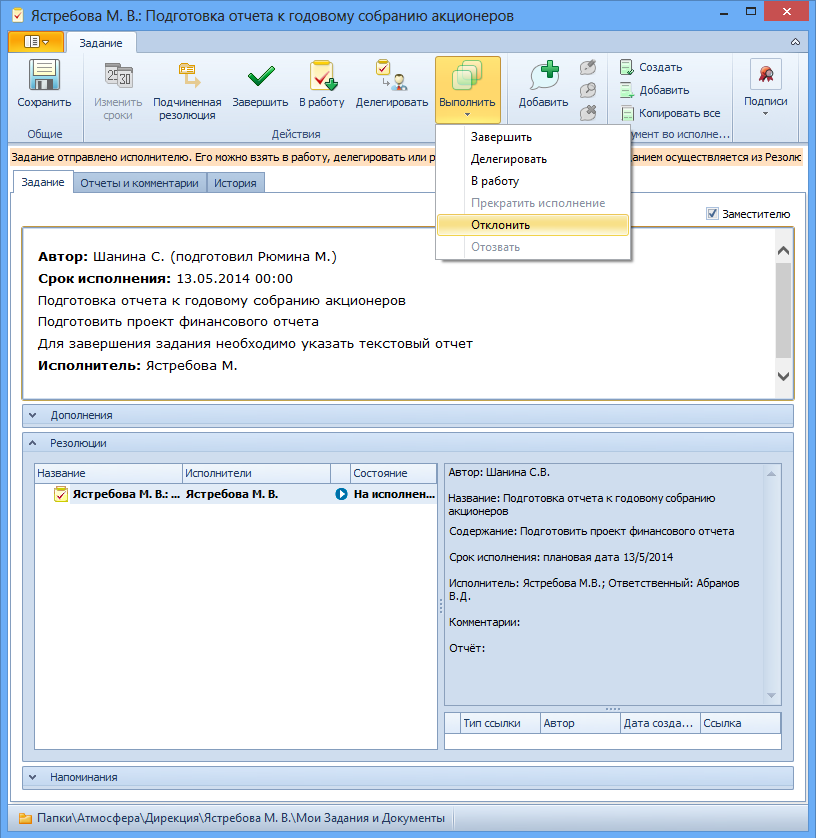 Ястребова М. В.: Подготовка отчета к годовому собранию акционеров
Задание
Сохранить
Изменить сроки
Подчиненная резолюция
Завершить
В работу
Делегировать
Выполнить
Добавить
Создать
Добавить
Копировать все
Подписи
Общие
Действия
мент во исполне...
Задание отправлено исполнителю. Его можно взять в работу, делегировать или
анием осуществляется из Резолю
Завершить
Делегировать
В работу
Прекратить исполнение
Отклонить
Отозвать
Задание
Отчеты и комментарии
История
Заместителю
Автор: Шанина С. (подготовил Рюмина М.)
Срок исполнения: 13.05.2014 00:00
Подготовка отчета к годовому собранию акционеров
Подготовить проект финансового отчета
Для завершения задания необходимо указать текстовый отчет
Исполнитель: Ястребова М.
Дополнения
Резолюции
Название
Исполнители
Состояние
Ястребова М. В.: ...
Ястребова М. В.
На исполнен...
Автор: Шанина С.В.
Название: Подготовка отчета к годовому собранию
акционеров
Содержание: Подготовить проект финансового отчета
Срок исполнения: плановая дата 13/5/2014
Исполнитель: Ястребова М.В.; Ответственный: Абрамов
В.Д.
Комментарии:
Отчёт:
Тип ссылки
Автор
Дата созда...
Ссылка
Напоминания
Папки\Атмосфера\Дирекция\Ястребова М. В.\Мои Задания и Документы